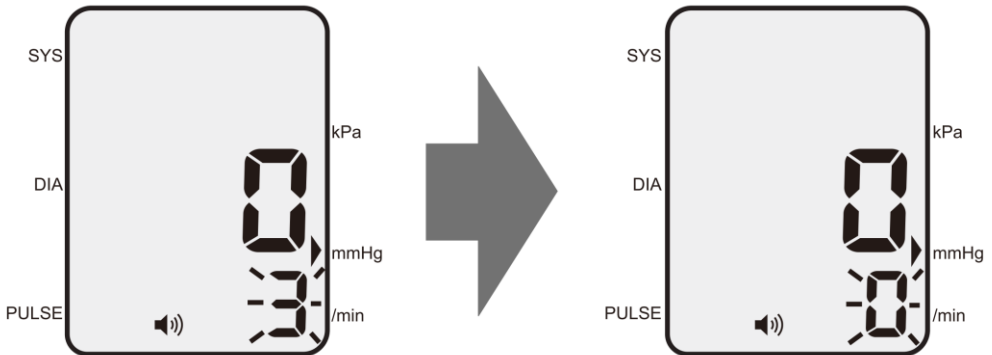 SYS
kPa
0
DIA
mmHg
3
PULSE
/min
SYS
kPa
0
DIA
mmHg
0
PULSE
/min